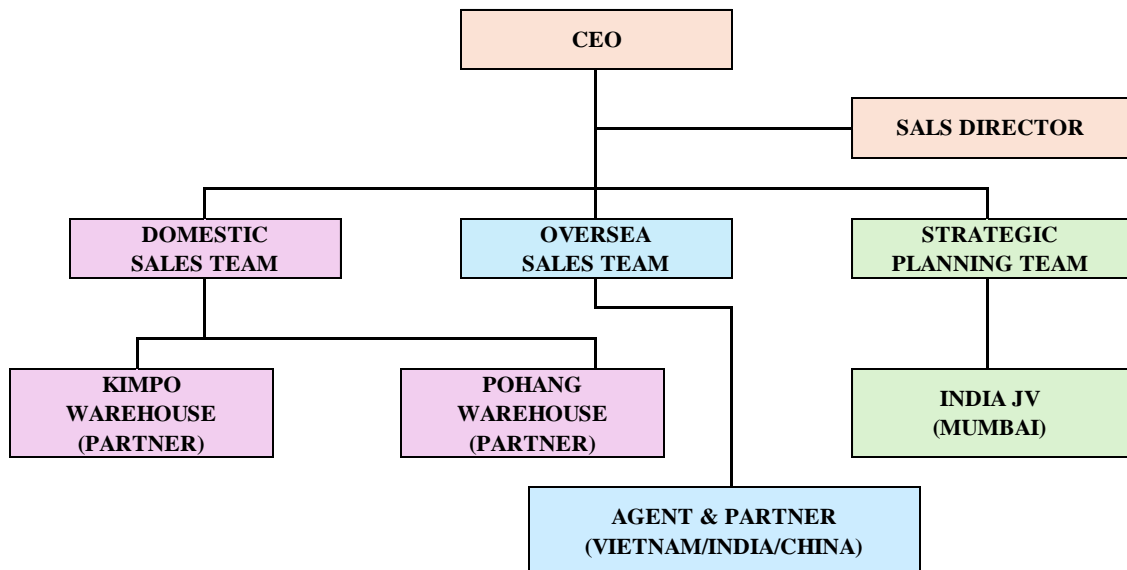 CEO
SALS DIRECTOR
DOMESTIC
SALES TEAM
OVERSEA
SALES TEAM
STRATEGIC
PLANNING TEAM
KIMPO
WAREHOUSE
(PARTNER)
POHANG
WAREHOUSE
(PARTNER)
INDIA JV
(MUMBAI)
AGENT & PARTNER
(VIETNAM/INDIA/CHINA)